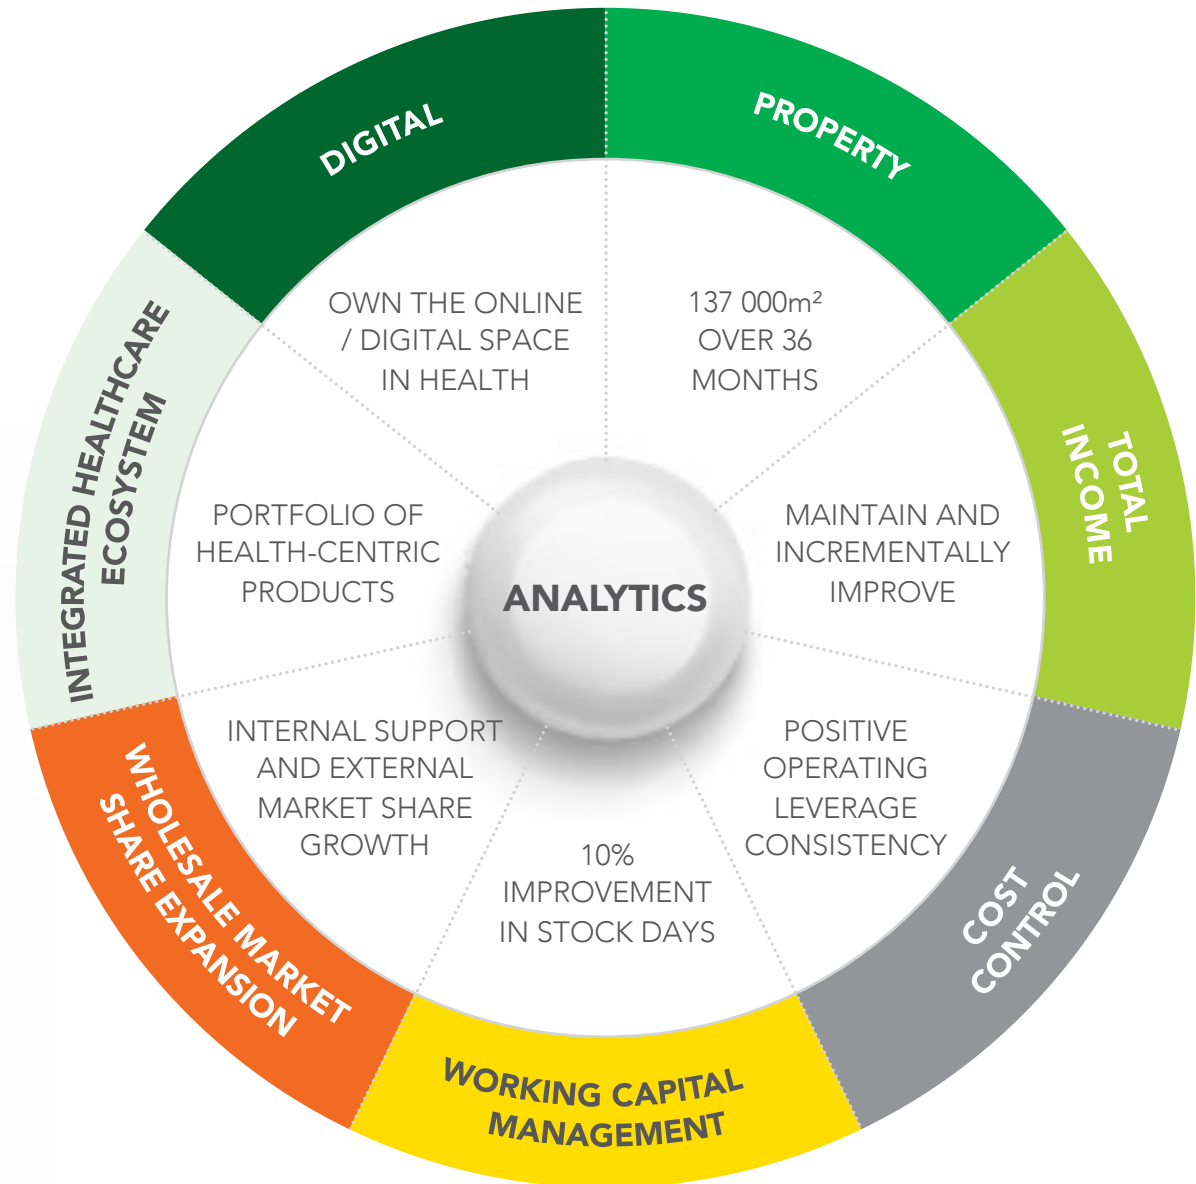 DIGITAL
OWN THE ONLINE
/ DIGITAL SPACE
IN HEALTH
PROPERTY
137 000m²
OVER 36
MONTHS
TOTAL
INCOME
MAINTAIN AND
INCREMENTALLY
IMPROVE
COST
CONTROL
POSITIVE
OPERATING
LEVERAGE
CONSISTENCY
WORKING CAPITAL
MANAGEMENT
10%
IMPROVEMENT
IN STOCK DAYS
WHOLESALE MARKET
SHARE EXPANSION
INTERNAL SUPPORT
AND EXTERNAL
MARKET SHARE
GROWTH
INTEGRATED HEALTHCARE
ECOSYSTEM
PORTFOLIO OF
HEALTH-CENTRIC
PRODUCTS
ANALYTICS